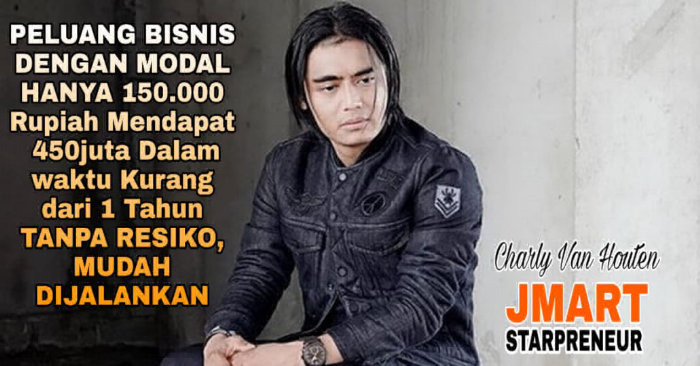 PELUANG BISNIS
DENGAN MODAL
HANYA 150.000
Rupiah Mendapat
450juta Dalam
waktu Kurang
dari 1 Tahun
TANPA RESIKO,
MUDAH
DIJALANKAN
Charly Van Houten
JMART
STARPRENEUR